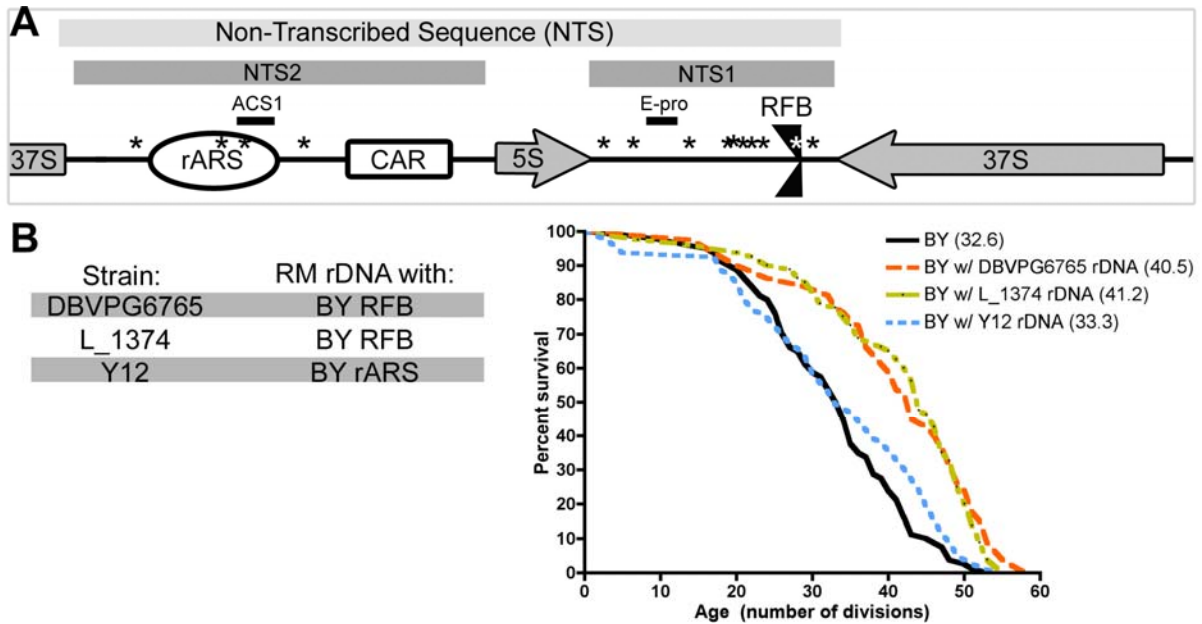 A
Non-Transcribed Sequence (NTS)
NTS2
NTS1
ACS1
E-pro
RFB
* * * * * * * * * * * * * *
37S
rARS
CAR
5S
37S
B
Strain:
RM rDNA with:
DBVPG6765
BY RFB
L_1374
BY RFB
Y12
BY rARS
Percent survival
100
90
80
70
60
50
40
30
20
10
0
0 10 20 30 40 50 60
Age (number of divisions)
BY (32.6)
BY w/ DBVPG6765 rDNA (40.5)
BY w/ L_1374 rDNA (41.2)
BY w/ Y12 rDNA (33.3)